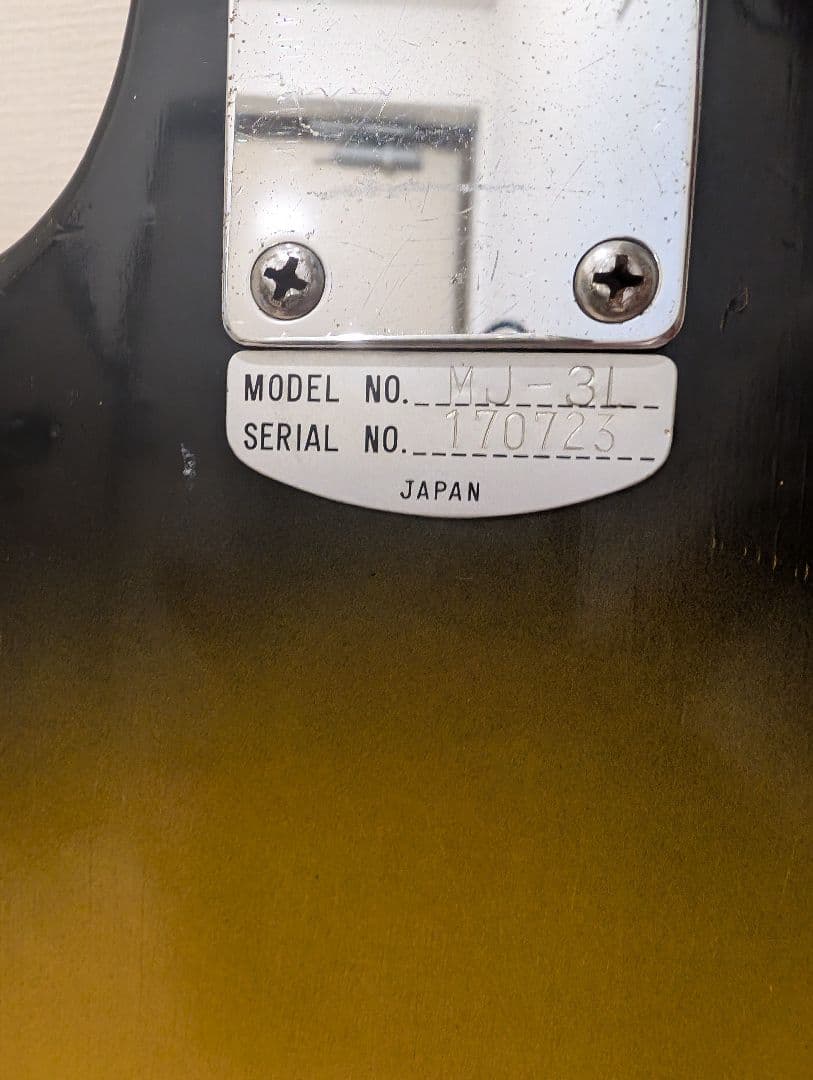 MODEL NO. MJ-3L
SERIAL NO. 170723
JAPAN